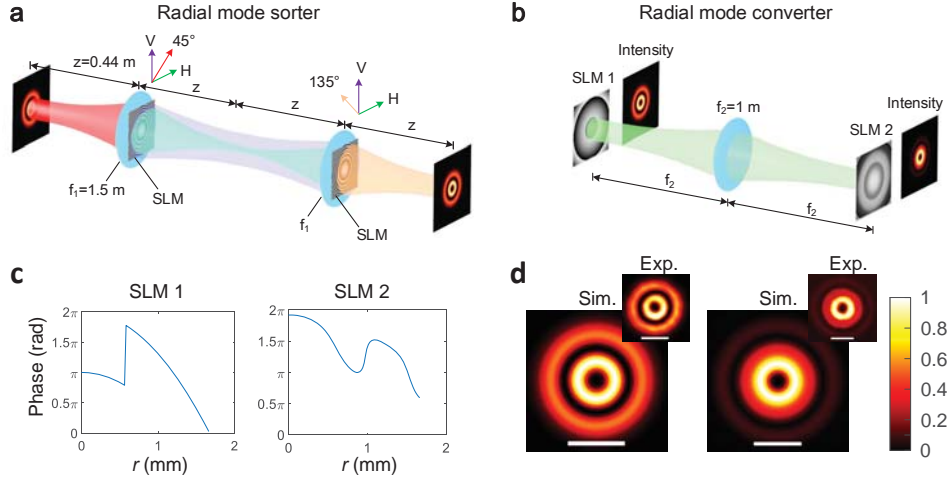 a
Radial mode sorter
z=0.44 m
V
45°
H
z
z
135°
V
H
z
f₁=1.5 m
SLM
f₁
SLM
b
Radial mode converter
SLM 1
Intensity
f₂=1 m
Intensity
SLM 2
f₂
f₂
c
SLM 1
SLM 2
Phase (rad)
2π
1.5π
π
0.5π
0
0
1
2
r (mm)
2π
1.5π
π
0.5π
0
0
1
2
r (mm)
d
Exp.
Sim.
Exp.
Sim.
1
0.8
0.6
0.4
0.2
0